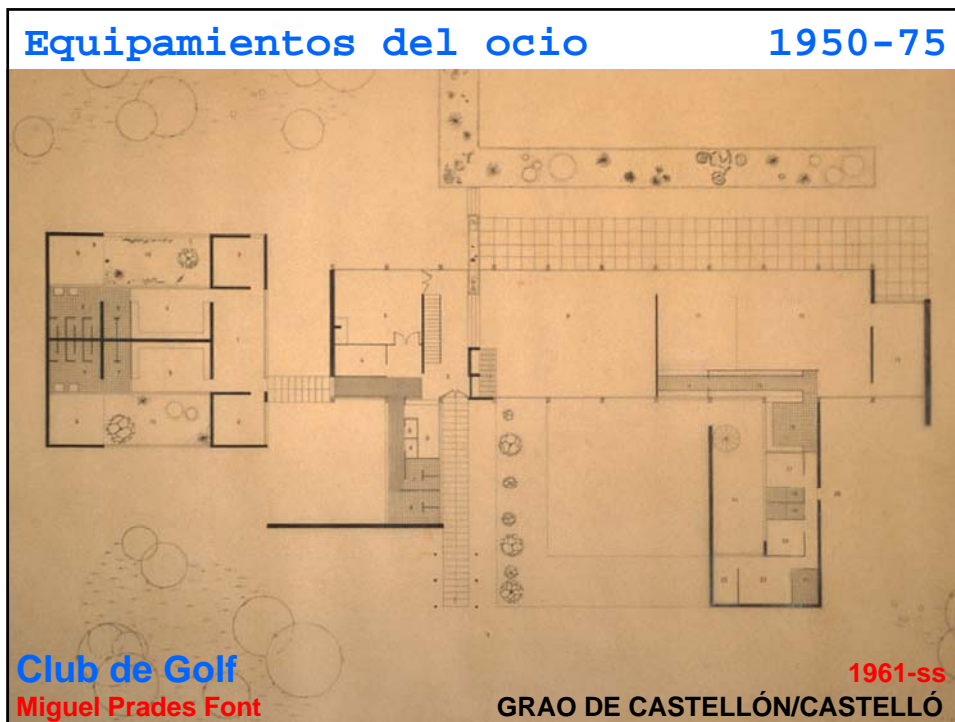 Equipamientos del ocio 1950-75
Club de Golf 1961-ss
Miguel Prades Font GRAO DE CASTELLÓN/CASTELLÓ